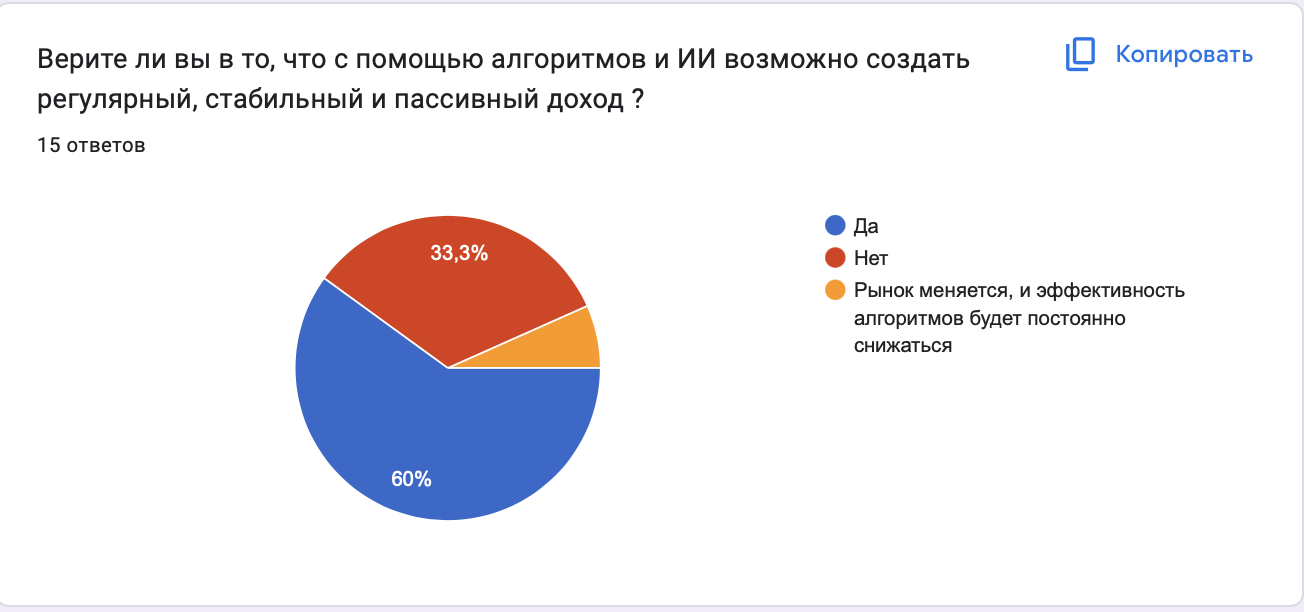 Верите ли вы в то, что с помощью алгоритмов и ИИ возможно создать
регулярный, стабильный и пассивный доход ?
Копировать
15 ответов
33,3%
60%
Да
Нет
Рынок меняется, и эффективность
алгоритмов будет постоянно
снижаться